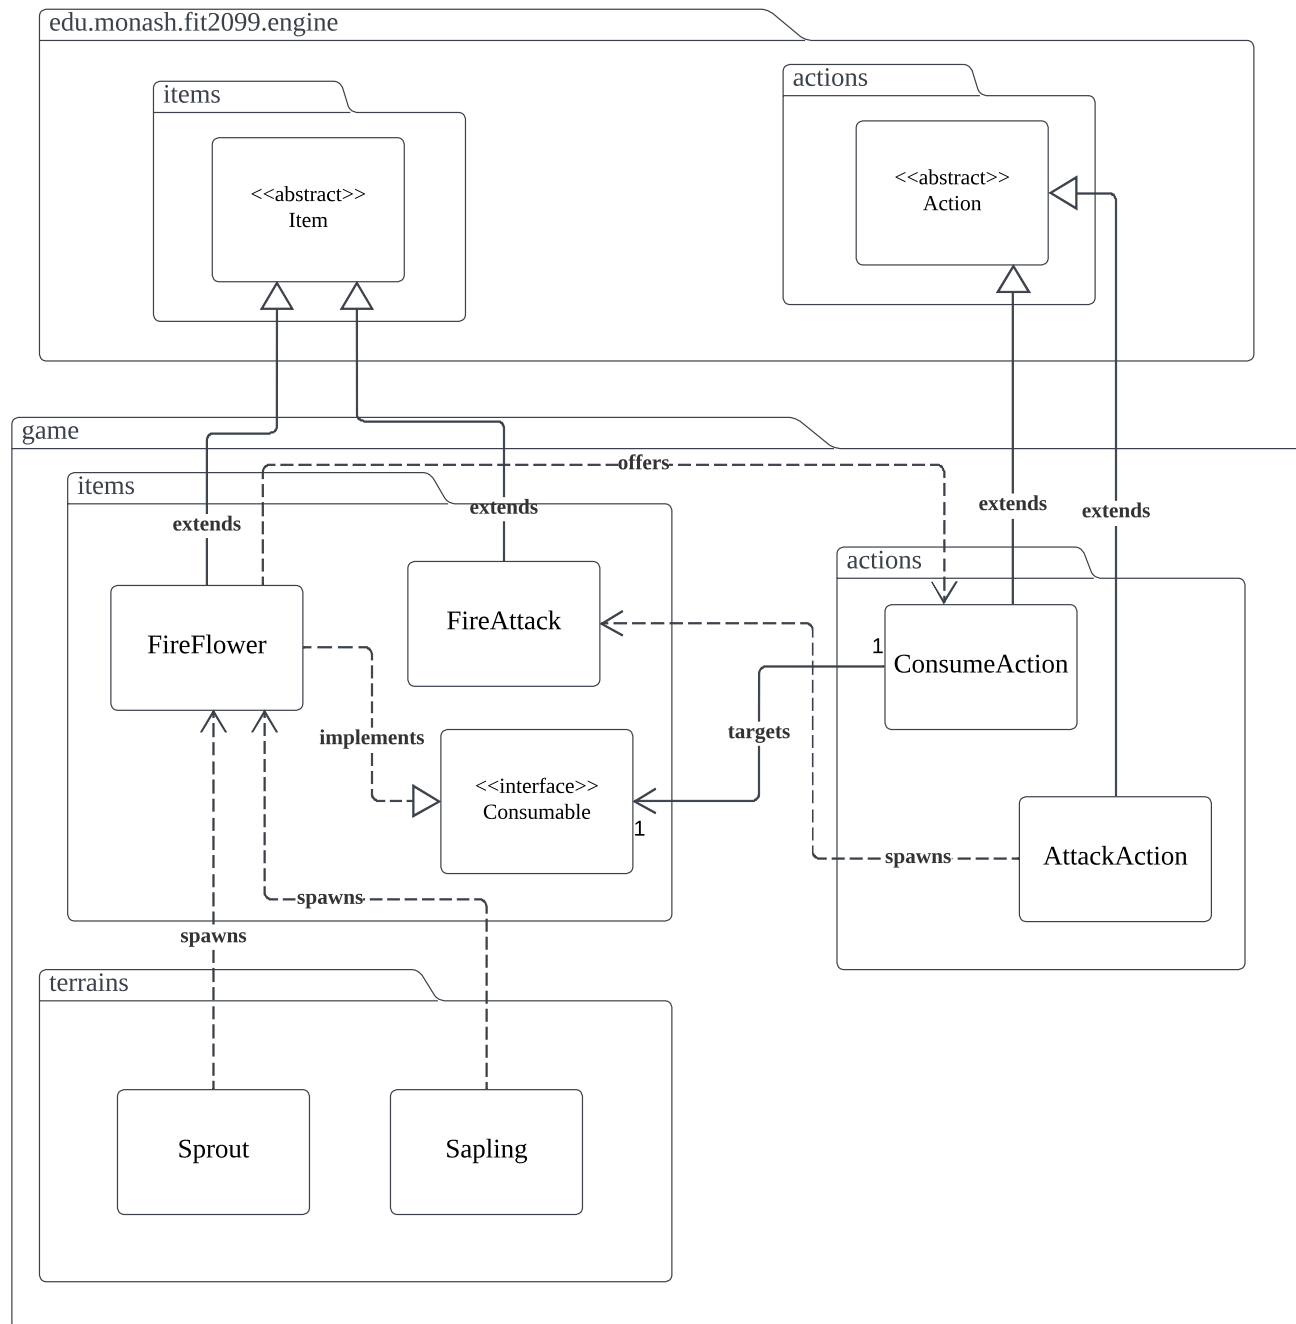 edu.monash.fit2099.engine
items
actions
<<abstract>>
Item
<<abstract>>
Action
game
offers
items
extends
extends
extends
extends
actions
FireFlower
FireAttack
1
ConsumeAction
implements
targets
<<interface>>
Consumable
1
spawns
AttackAction
spawns
spawns
terrains
Sprout
Sapling